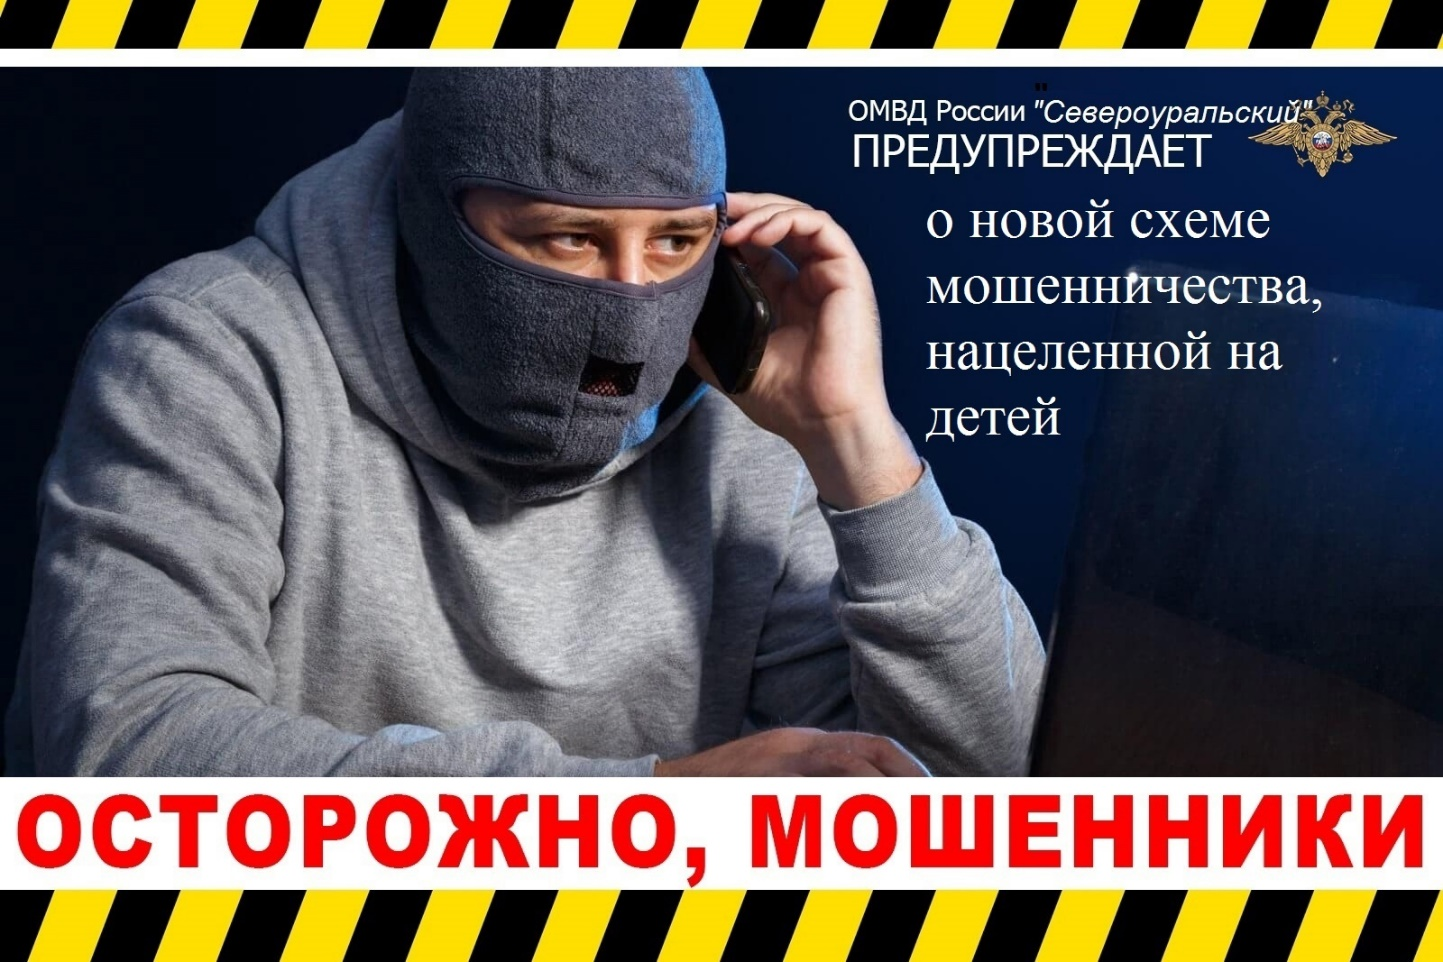 ОМВД России "Североуральский"
ПРЕДУПРЕЖДАЕТ
о новой схеме
мошенничества,
нацеленной на
детей
ОСТОРОЖНО, МОШЕННИКИ